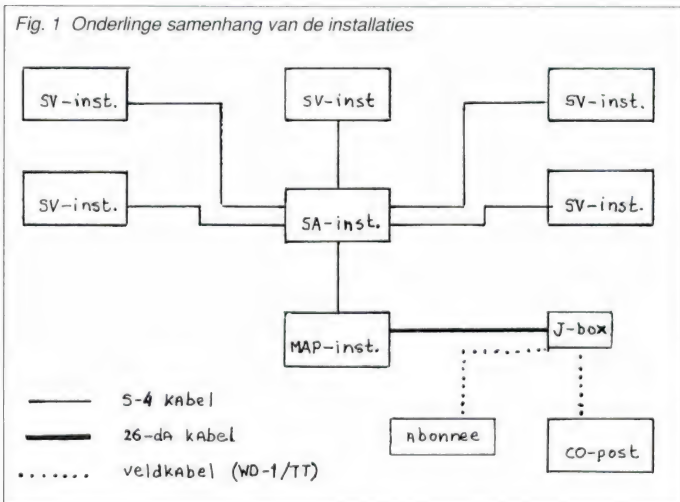 Fig. 1 Onderlinge samenhang van de installaties
SV-inst.
SV-inst
SV-inst.
SV-inst.
SA-inst.
SV-inst.
MAP-inst.
J-box
S-4 kabel
26-dA kabel
veldkabel (WD-1/TT)
Abonnee
CO-post